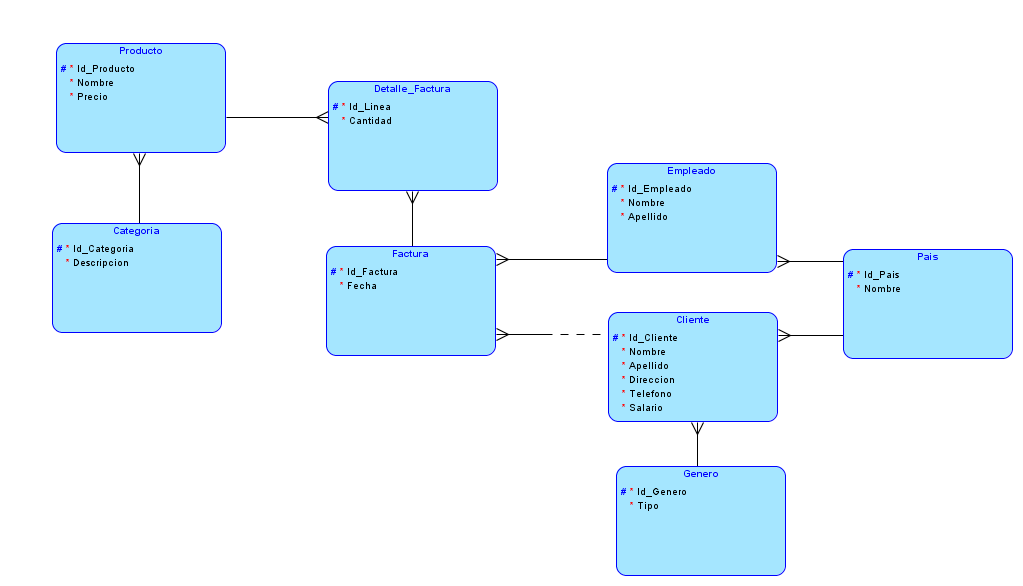 Producto
# * Id_Producto
* Nombre
* Precio
Detalle_Factura
# * Id_Linea
* Cantidad
Categoria
# * Id_Categoria
* Descripcion
Factura
# * Id_Factura
* Fecha
Empleado
# * Id_Empleado
* Nombre
* Apellido
Pais
# * Id_Pais
* Nombre
Cliente
# * Id_Cliente
* Nombre
* Apellido
* Direccion
* Telefono
* Salario
Genero
# * Id_Genero
* Tipo